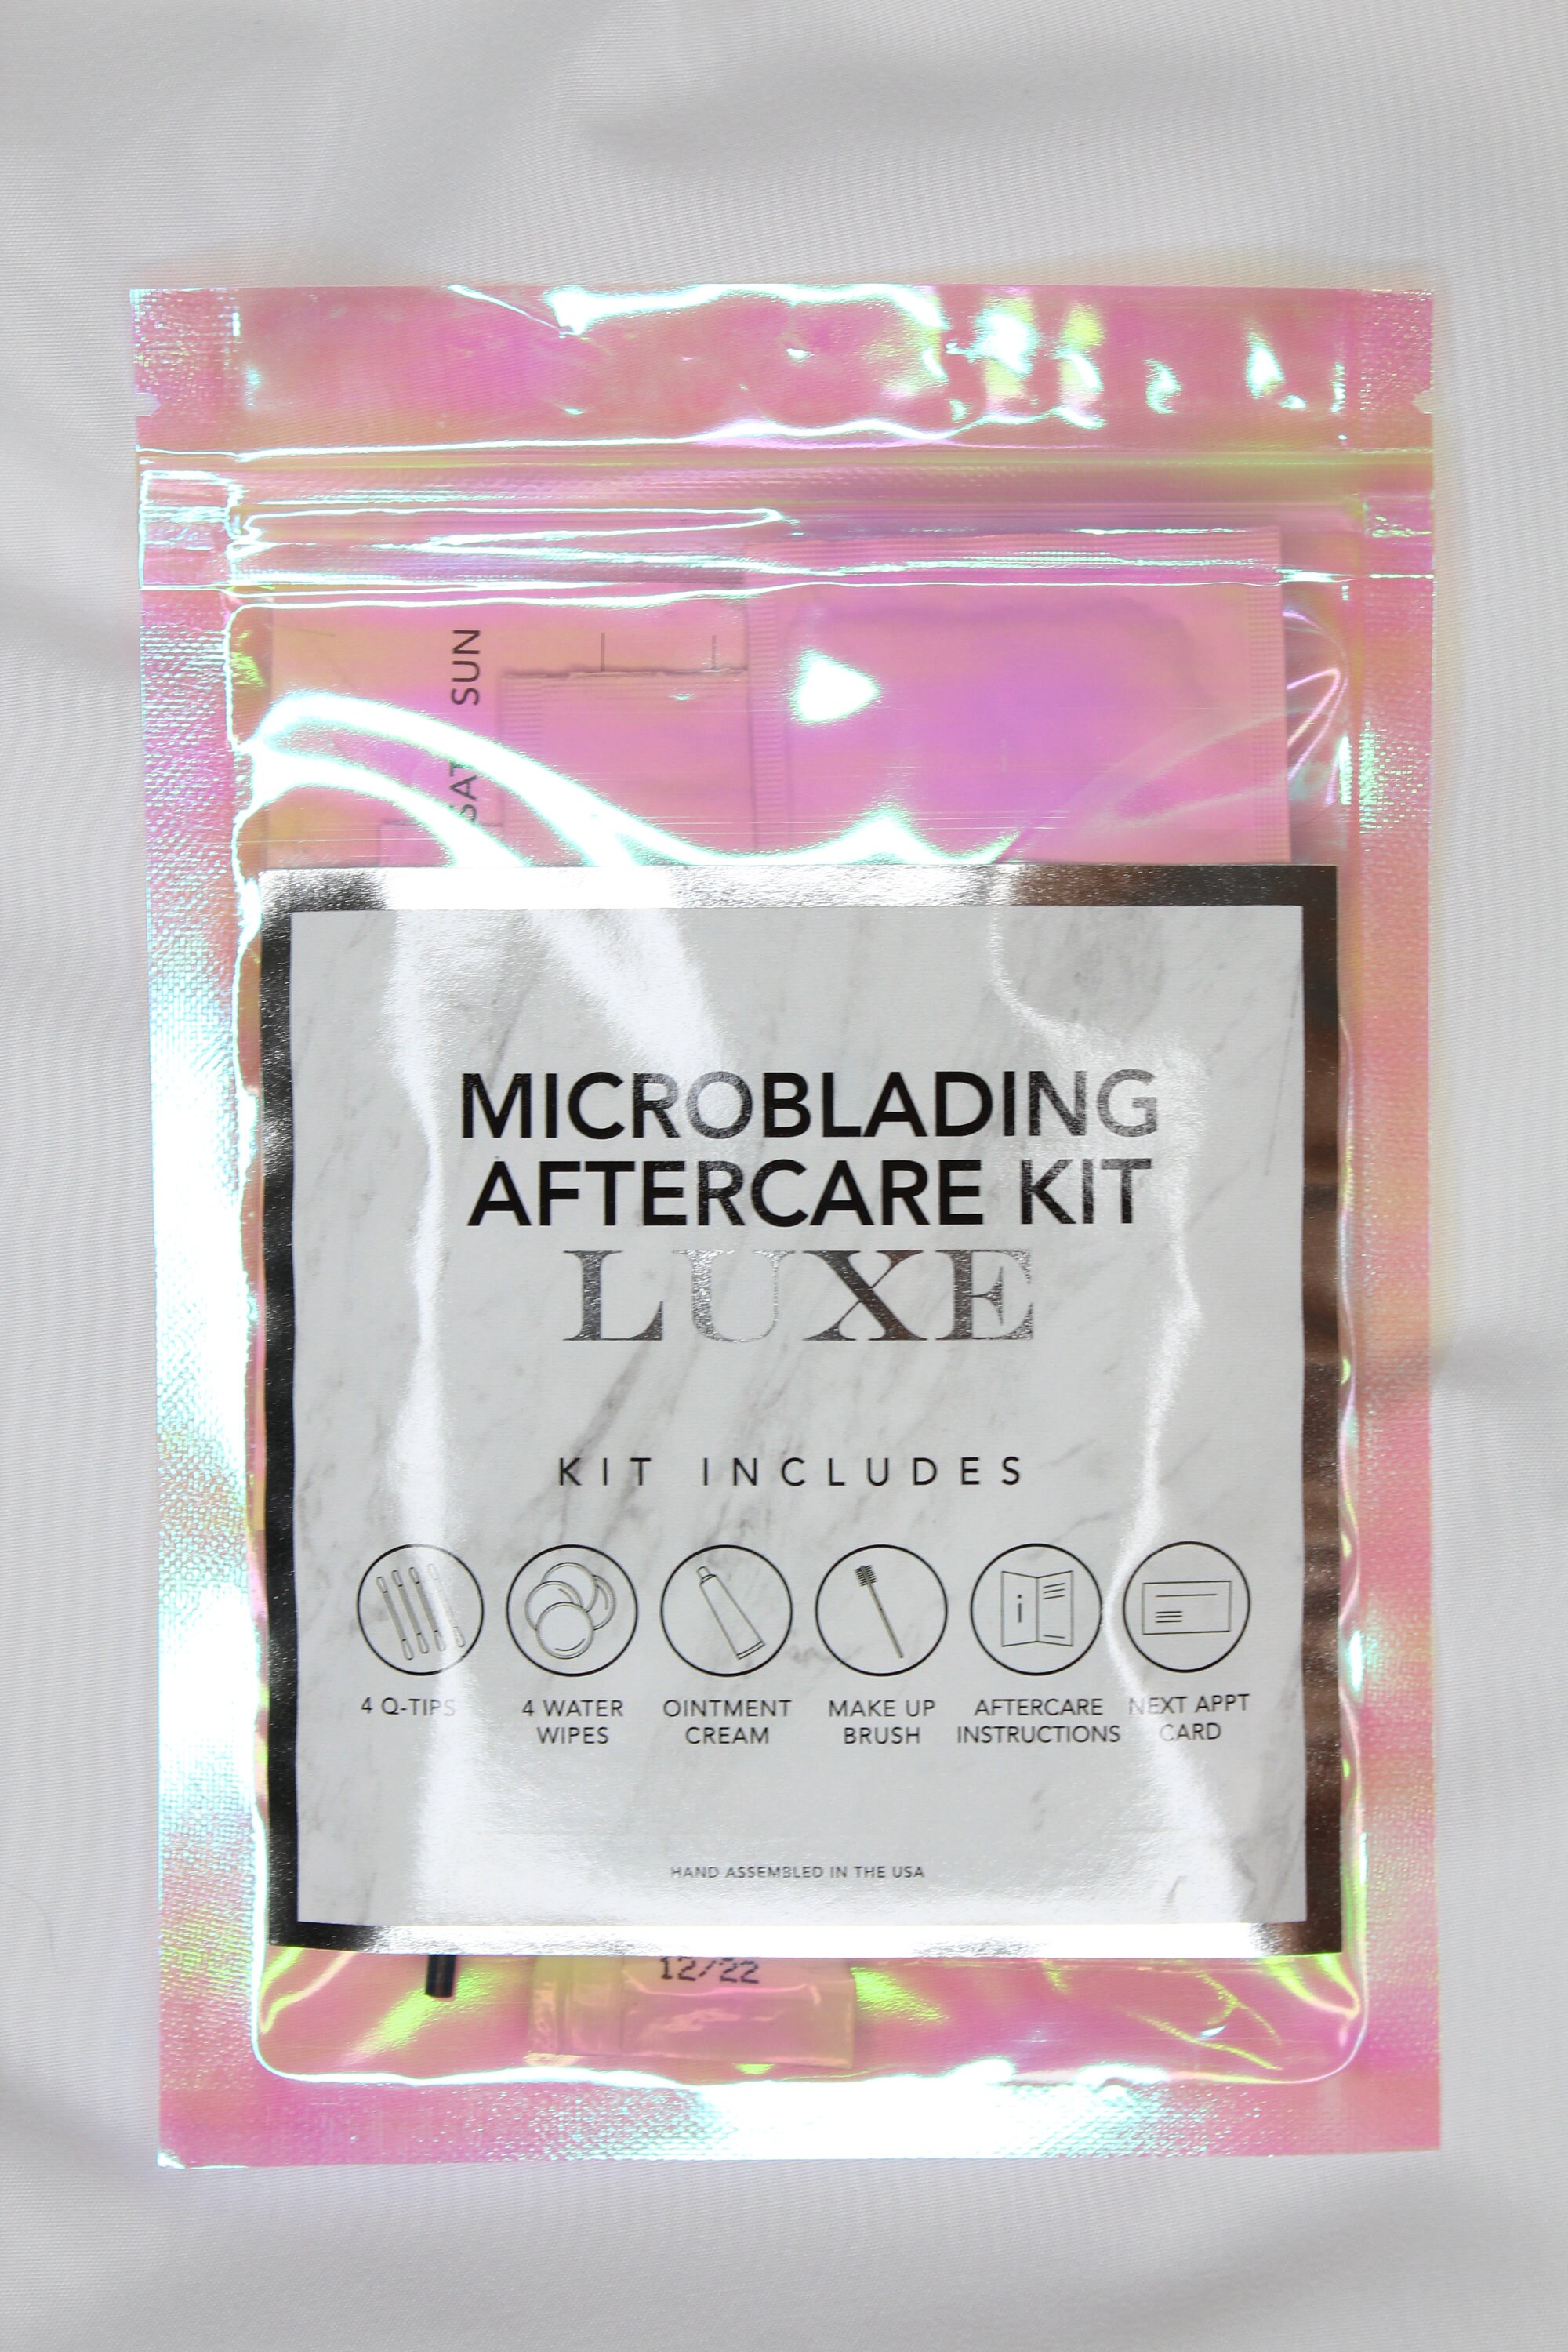 SUN
SAT
MICROBLADING
AFTERCARE KIT
LUXE
KIT INCLUDES
4 Q-TIPS
4 WATER
WIPES
OINTMENT
CREAM
MAKE UP
BRUSH
i
AFTERCARE
INSTRUCTIONS
NEXT APPT
CARD
HAND ASSEMBLED IN THE USA
12/22